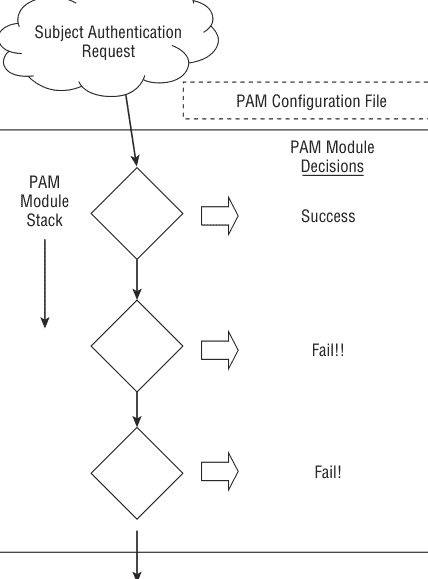 Subject Authentication
Request
PAM Configuration File
PAM Module
Decisions
PAM
Module
Stack
Success
Fail!!
Fail!